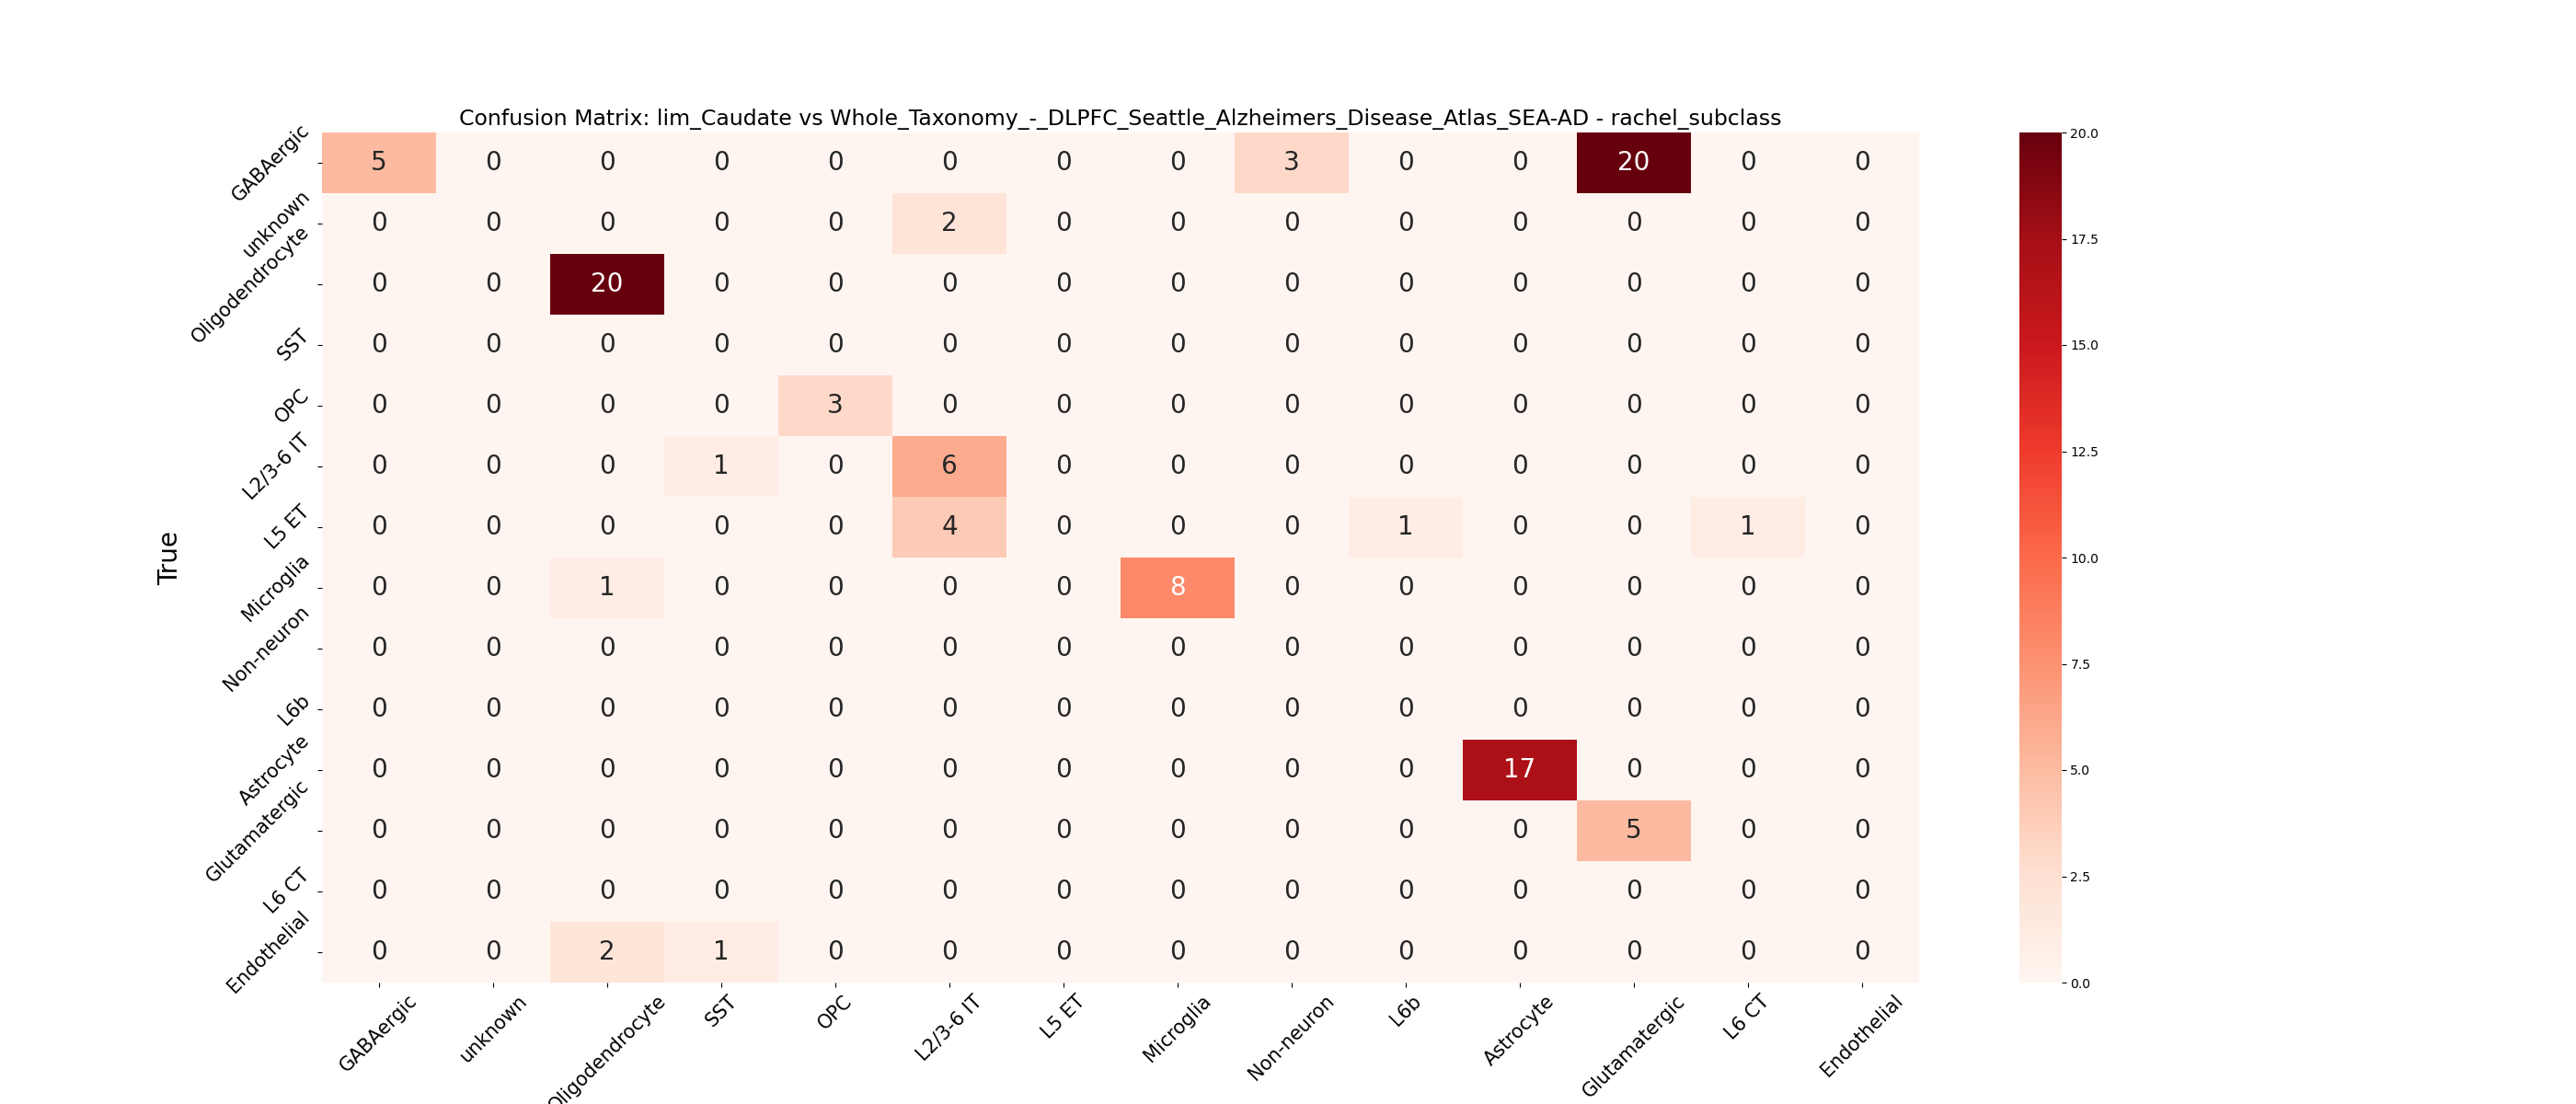 Confusion Matrix: lim_Caudate vs Whole_Taxonomy_-_DLPFC_Seattle_Alzheimers_Disease_Atlas_SEA-AD - rachel_subclass
True
GABAergic 5 0 0 0 0 0 0 0 3 0 0 20 0 0
unknown 0 0 0 0 0 2 0 0 0 0 0 0 0 0
Oligodendrocyte 0 0 20 0 0 0 0 0 0 0 0 0 0 0
SST 0 0 0 0 0 0 0 0 0 0 0 0 0 0
OPC 0 0 0 0 3 0 0 0 0 0 0 0 0 0
L2/3-6 IT 0 0 0 1 0 6 0 0 0 0 0 0 0 0
L5 ET 0 0 0 0 0 4 0 0 0 1 0 0 1 0
Microglia 0 0 1 0 0 0 0 8 0 0 0 0 0 0
Non-neuron 0 0 0 0 0 0 0 0 0 0 0 0 0 0
L6b 0 0 0 0 0 0 0 0 0 0 0 0 0 0
Astrocyte 0 0 0 0 0 0 0 0 0 0 17 0 0 0
Glutamatergic 0 0 0 0 0 0 0 0 0 0 0 5 0 0
L6 CT 0 0 0 0 0 0 0 0 0 0 0 0 0 0
Endothelial 0 0 2 1 0 0 0 0 0 0 0 0 0 0
GABAergic unknown Oligodendrocyte SST OPC L2/3-6 IT L5 ET Microglia Non-neuron L6b Astrocyte Glutamatergic L6 CT Endothelial
20.0
17.5
15.0
12.5
10.0
7.5
5.0
2.5
0.0